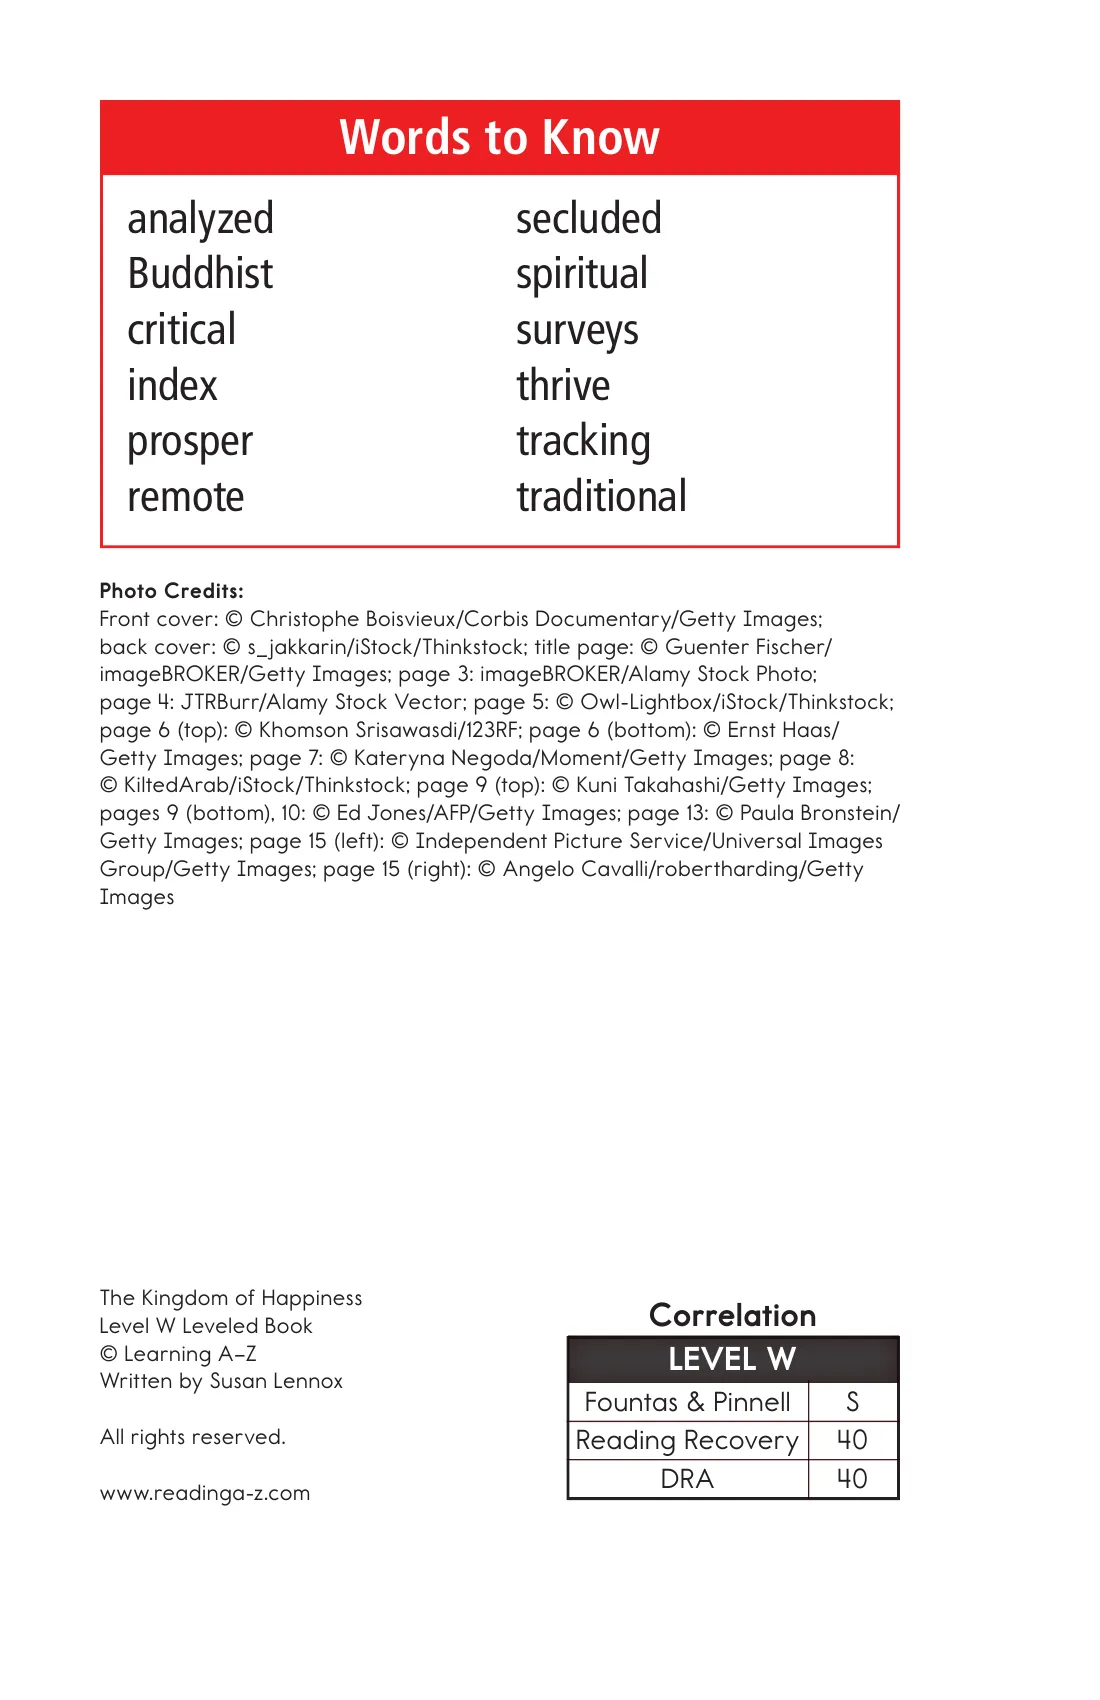 Words to Know
analyzed
Buddhist
critical
index
prosper
remote
secluded
spiritual
surveys
thrive
tracking
traditional
Photo Credits:
Front cover: © Christophe Boisvieux/Corbis Documentary/Getty Images;
back cover: © s_jakkarin/iStock/Thinkstock; title page: © Guenter Fischer/
imageBROKER/Getty Images; page 3: imageBROKER/Alamy Stock Photo;
page 4: JTRBurr/Alamy Stock Vector; page 5: © Owl-Lightbox/iStock/Thinkstock;
page 6 (top): © Khomson Srisawasdi/123RF; page 6 (bottom): © Ernst Haas/
Getty Images; page 7: © Kateryna Negoda/Moment/Getty Images; page 8:
© KiltedArab/iStock/Thinkstock; page 9 (top): © Kuni Takahashi/Getty Images;
pages 9 (bottom), 10: © Ed Jones/AFP/Getty Images; page 13: © Paula Bronstein/
Getty Images; page 15 (left): © Independent Picture Service/Universal Images
Group/Getty Images; page 15 (right): © Angelo Cavalli/robertharding/Getty
Images
The Kingdom of Happiness
Level W Leveled Book
© Learning A–Z
Written by Susan Lennox
All rights reserved.
www.readinga-z.com
Correlation
LEVEL W
Fountas & Pinnell S
Reading Recovery 40
DRA 40